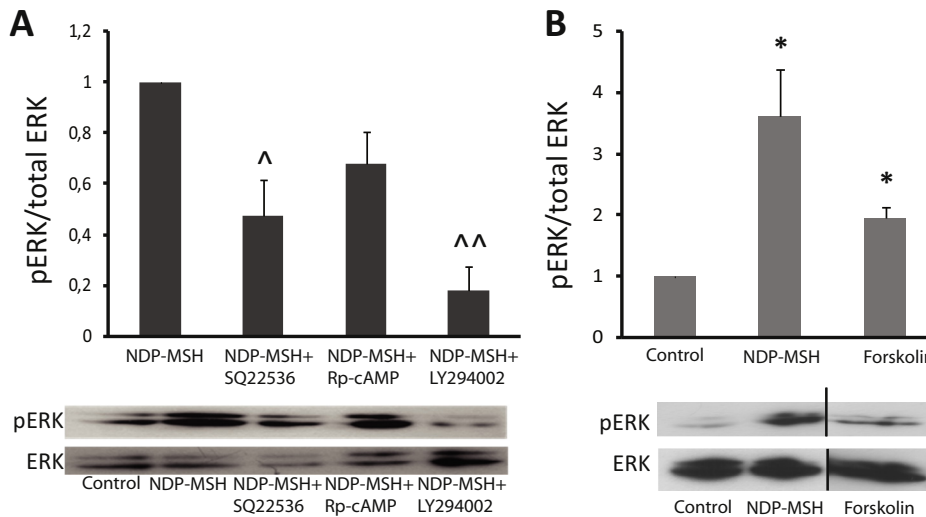 A
pERK/total ERK
1,2
1
0,8
0,6
0,4
0,2
0
^
^^
NDP-MSH NDP-MSH+ NDP-MSH+ NDP-MSH+
SQ22536 Rp-cAMP LY294002
pERK
ERK
Control NDP-MSH NDP-MSH+ NDP-MSH+ NDP-MSH+
SQ22536 Rp-cAMP LY294002
B
pERK/total ERK
5
4
3
2
1
0
*
*
Control NDP-MSH Forskolin
pERK
ERK
Control NDP-MSH Forskolin